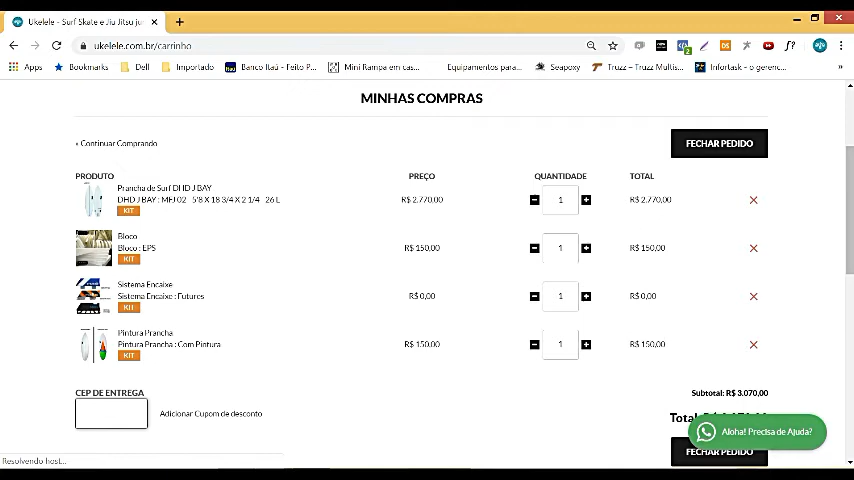 Ukelele - Surf Skate e Jiu Jitsu ju
ukelele.com.br/carrinho
Apps Bookmarks Dell Importado Banco Itaú - Feito P... Mini Rampa em cas... Equipamentos para... Seapoxy Truzz – Truzz Multis... Infortask - o gerenc...
MINHAS COMPRAS
« Continuar Comprando
FECHAR PEDIDO
PRODUTO PREÇO QUANTIDADE TOTAL
Prancha de Surf DHD J BAY
DHD J BAY : MFJ 02 - 5'8 X 18 3/4 X 2 1/4 - 26 L R$ 2.770,00 1 R$ 2.770,00
KIT
Bloco
Bloco : EPS R$ 150,00 1 R$ 150,00
KIT
Sistema Encaixe
Sistema Encaixe : Futures R$ 0,00 1 R$ 0,00
KIT
Pintura Prancha
Pintura Prancha : Com Pintura R$ 150,00 1 R$ 150,00
KIT
CEP DE ENTREGA
Subtotal: R$ 3.070,00
Adicionar Cupom de desconto
Total:
Aloha! Precisa de Ajuda?
FECHAR PEDIDO
Resolvendo host...